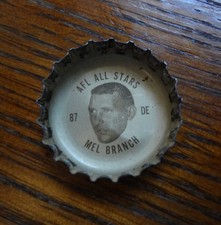 AFL ALL STARS
87 DE
MEL BRANCH